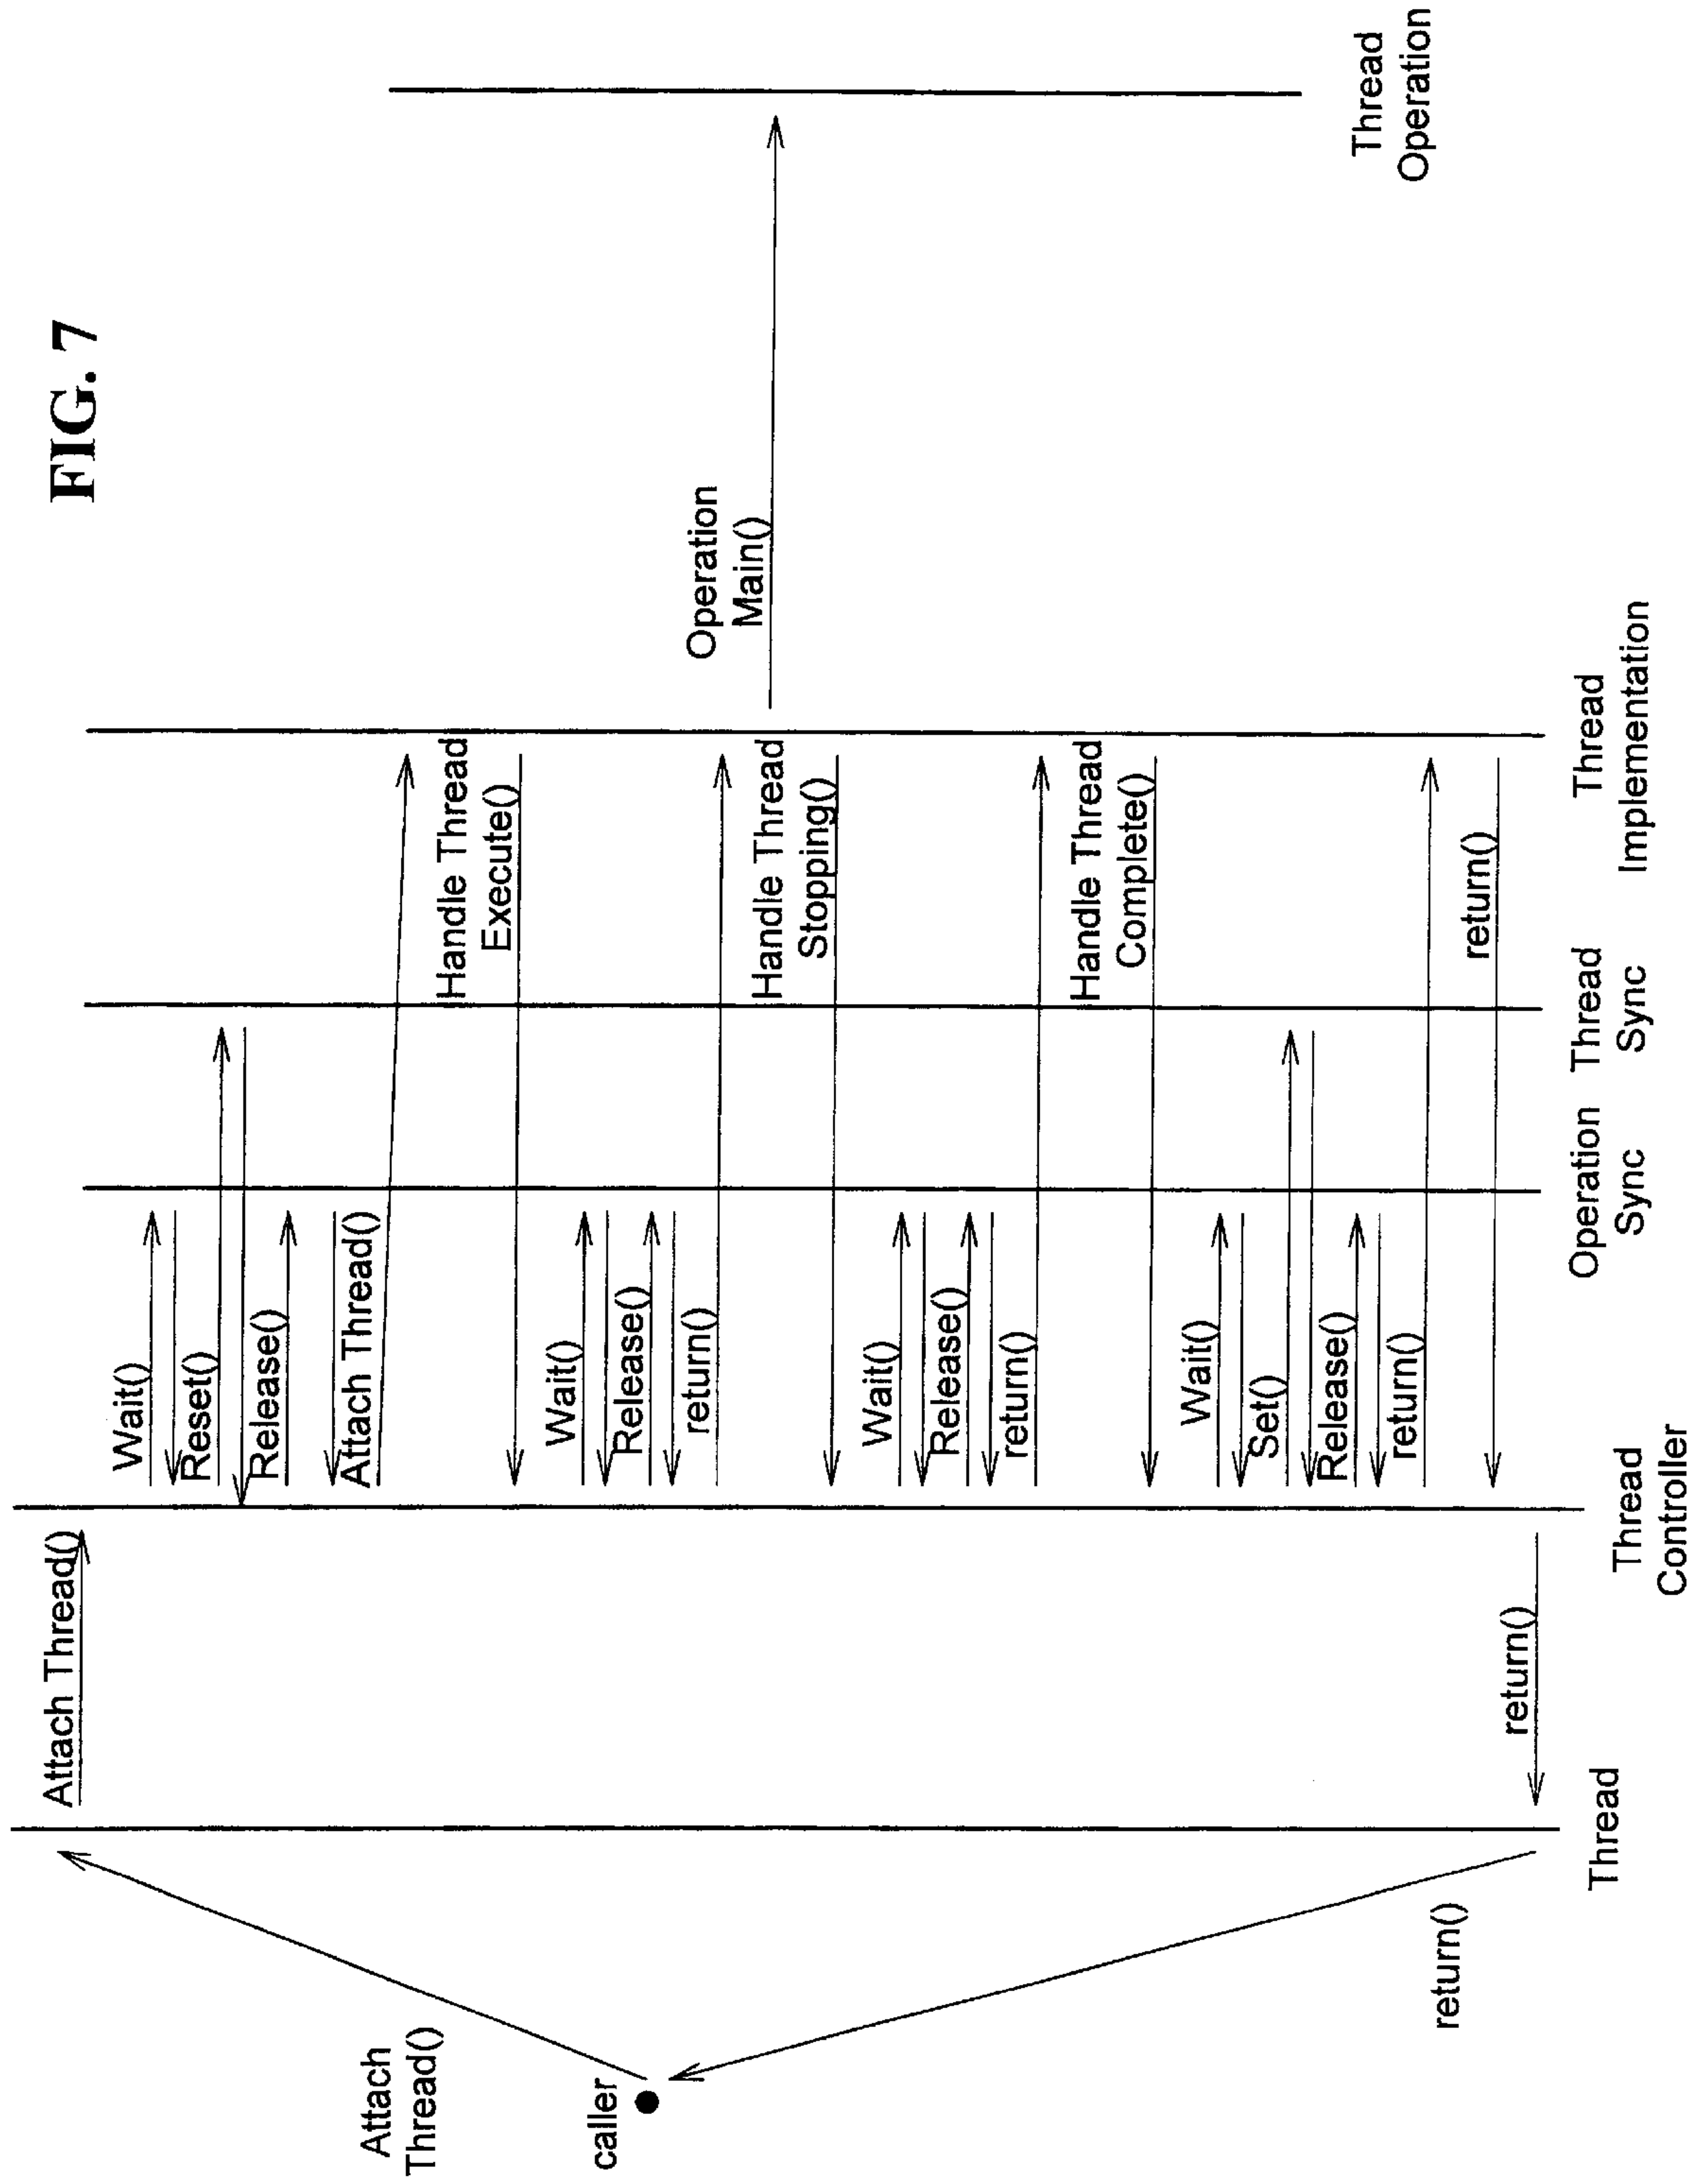 FIG. 7
Attach
Thread()
caller
return()
Attach Thread()
Wait()
Reset()
Release()
Attach Thread()
Handle Thread
Execute()
Wait()
Release()
return()
Operation
Main()
Handle Thread
Stopping()
Wait()
Release()
return()
Handle Thread
Complete()
Wait()
Set()
Release()
return()
return()
return()
Thread
Thread
Controller
Operation
Sync
Thread
Sync
Thread
Implementation
Thread
Operation